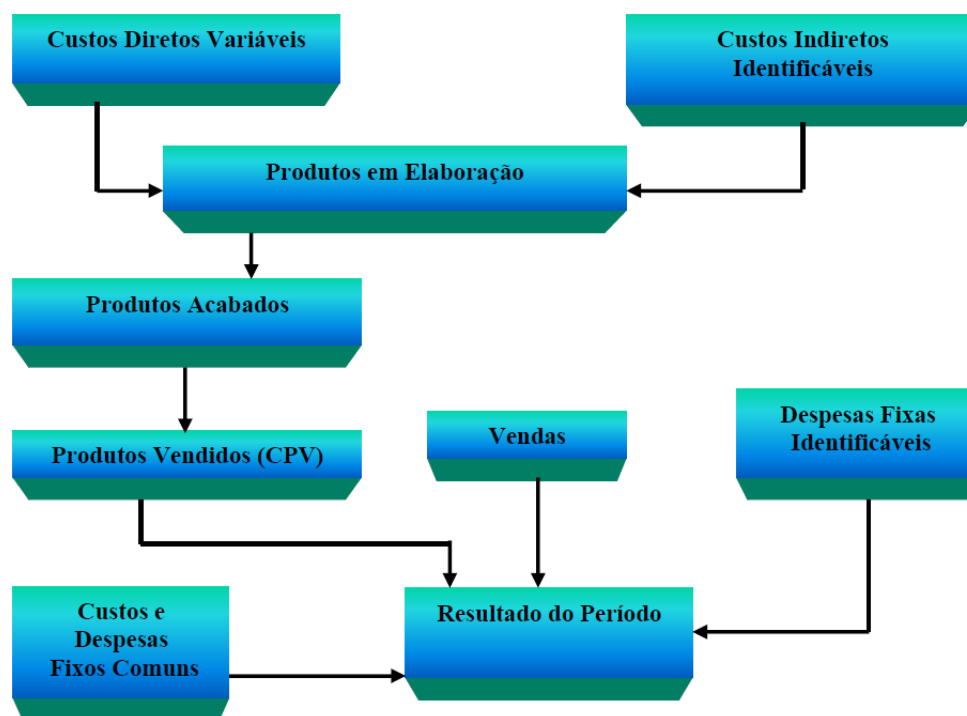 Custos Diretos Variáveis
Custos Indiretos
Identificáveis
Produtos em Elaboração
Produtos Acabados
Produtos Vendidos (CPV)
Vendas
Despesas Fixas
Identificáveis
Custos e
Despesas
Fixos Comuns
Resultado do Período